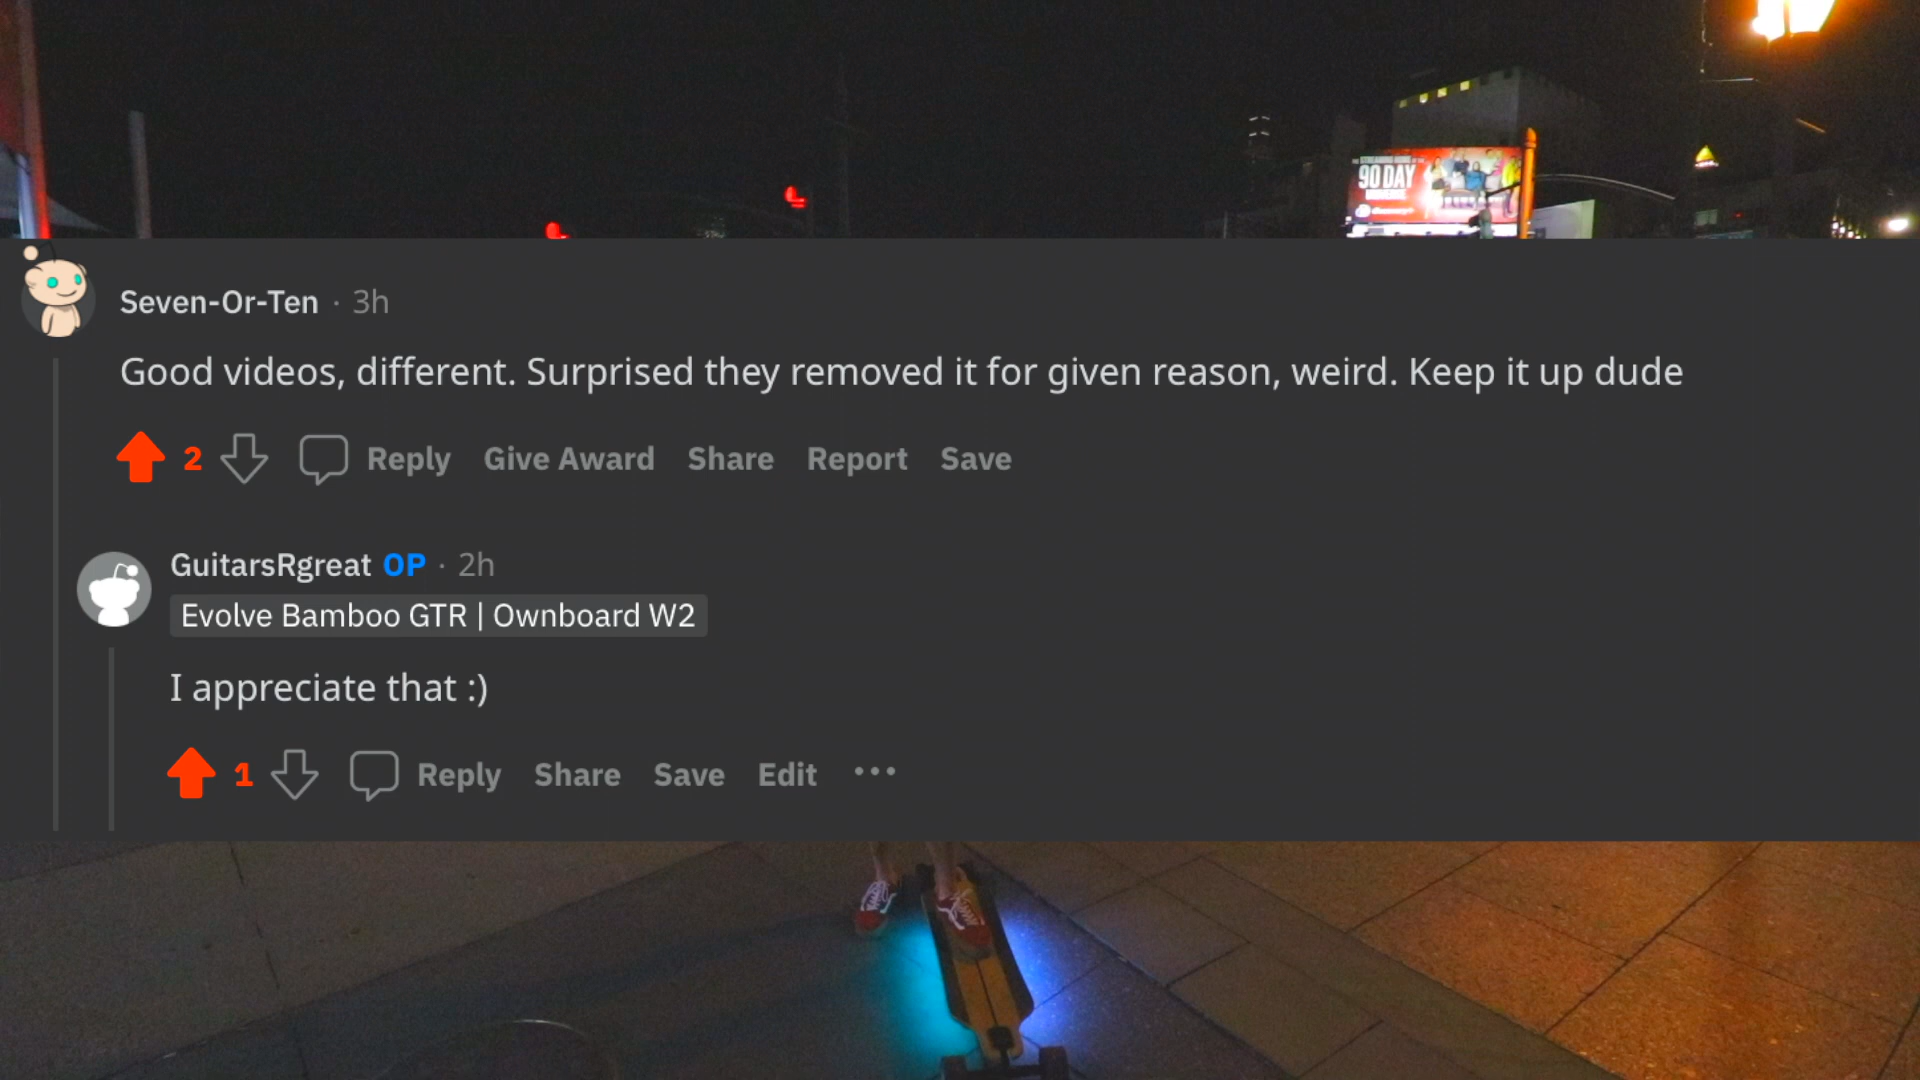 90 DAY
Seven-Or-Ten · 3h
Good videos, different. Surprised they removed it for given reason, weird. Keep it up dude
2 Reply Give Award Share Report Save
GuitarsRgreat OP · 2h
Evolve Bamboo GTR | Ownboard W2
I appreciate that :)
1 Reply Share Save Edit ···